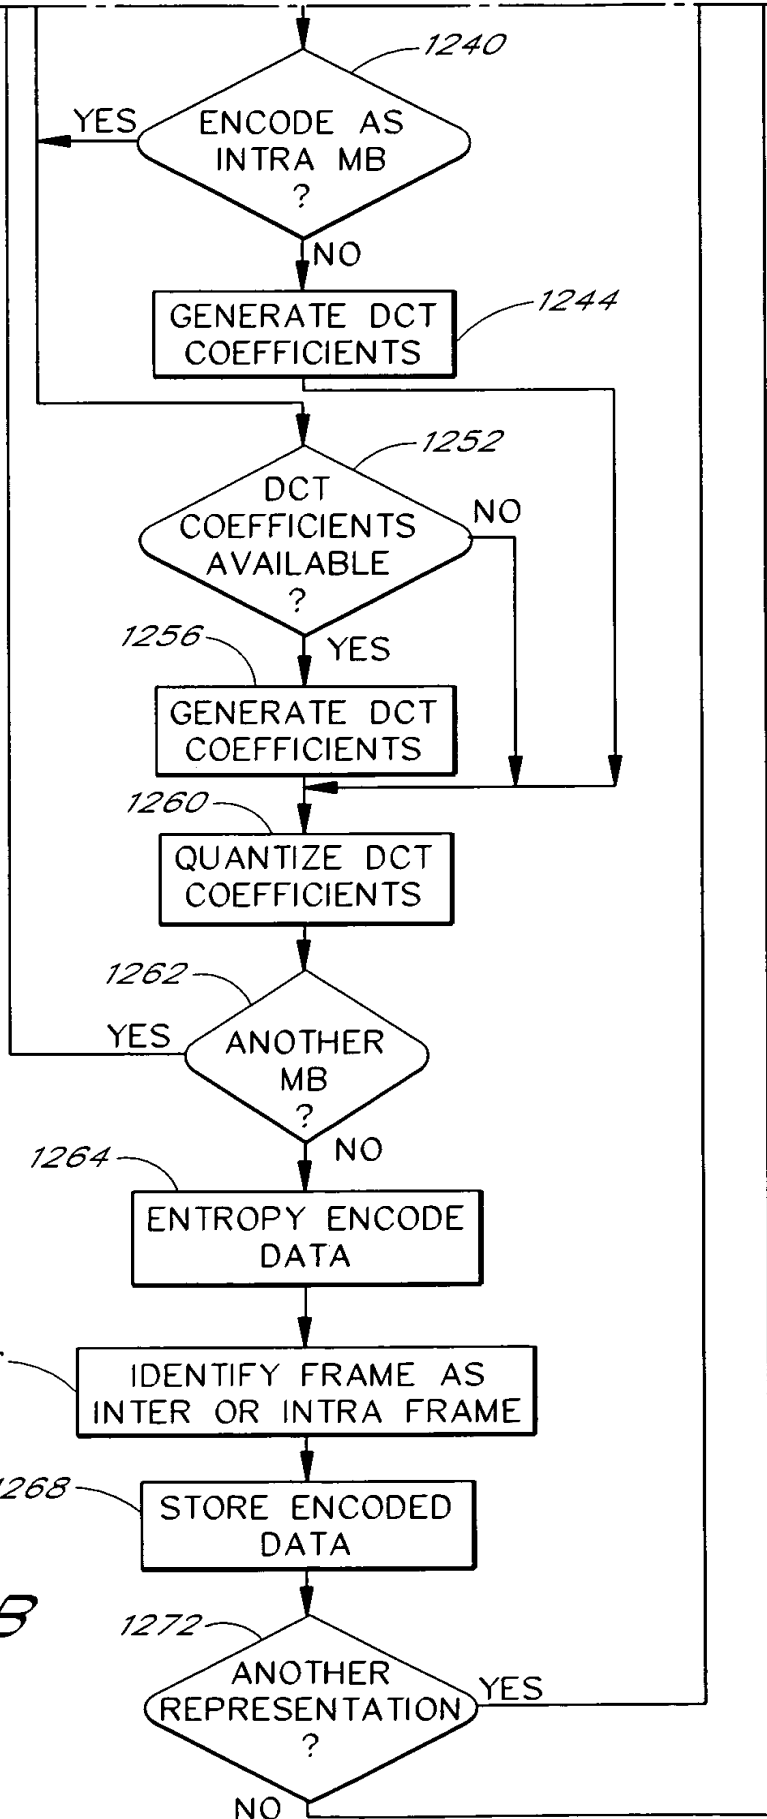 1240
YES
ENCODE AS
INTRA MB
?
NO
GENERATE DCT
COEFFICIENTS
1244
1252
DCT
COEFFICIENTS
AVAILABLE
?
NO
1256
YES
GENERATE DCT
COEFFICIENTS
1260
QUANTIZE DCT
COEFFICIENTS
1262
YES
ANOTHER
MB
?
NO
1264
ENTROPY ENCODE
DATA
IDENTIFY FRAME AS
INTER OR INTRA FRAME
1268
STORE ENCODED
DATA
B
1272
ANOTHER
REPRESENTATION
?
YES
NO